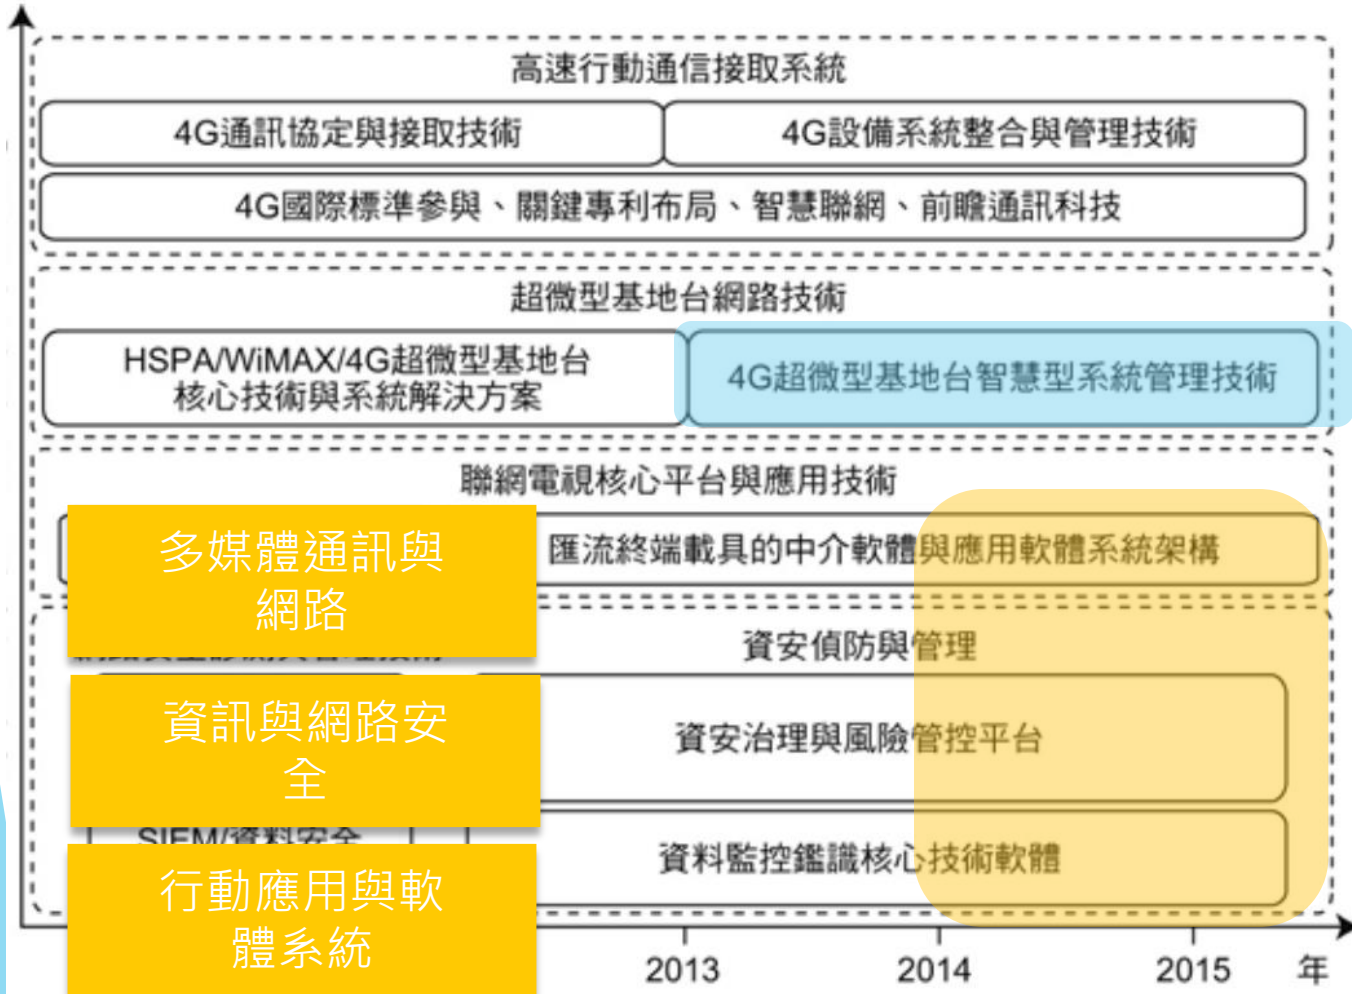 高速行動通信接取系統
4G通訊協定與接取技術
4G設備系統整合與管理技術
4G國際標準參與、關鍵專利布局、智慧聯網、前瞻通訊科技
超微型基地台網路技術
HSPA/WiMAX/4G超微型基地台
核心技術與系統解決方案
4G超微型基地台智慧型系統管理技術
聯網電視核心平台與應用技術
多媒體通訊與
網路
匯流終端載具的中介軟體與應用軟體系統架構
資安偵防與管理
資訊與網路安
全
資安治理與風險管控平台
SIEM/資料安全
資料監控鑑識核心技術軟體
行動應用與軟
體系統
2013
2014
2015
年